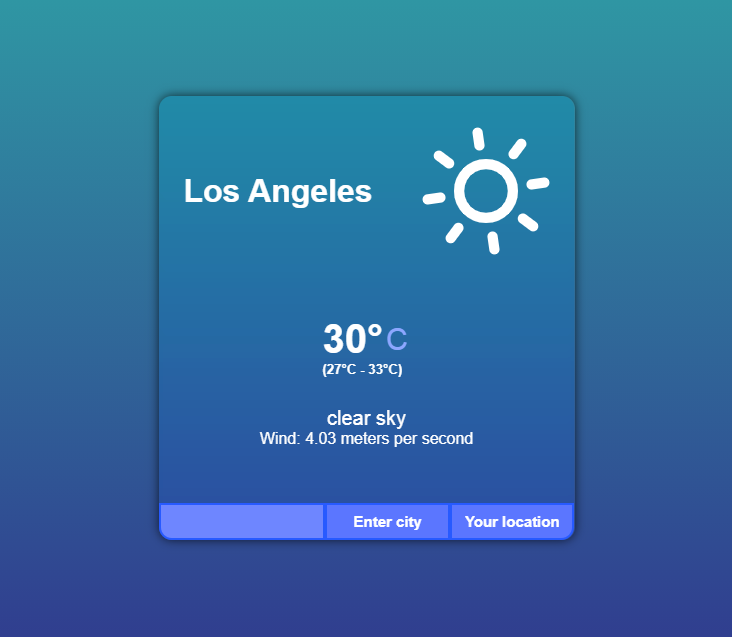 Los Angeles
30° C
(27°C - 33°C)
clear sky
Wind: 4.03 meters per second
Enter city Your location